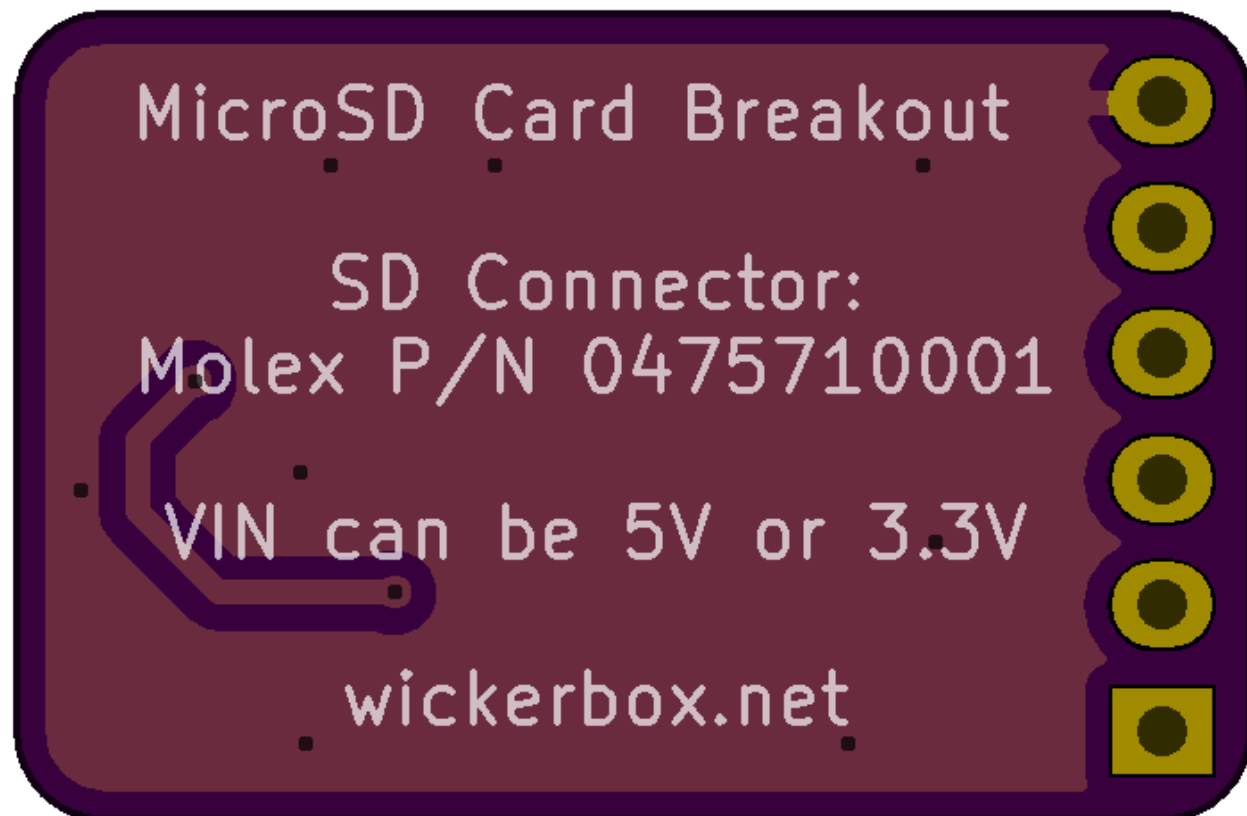 MicroSD Card Breakout
SD Connector:
Molex P/N 0475710001
VIN can be 5V or 3.3V
wickerbox.net